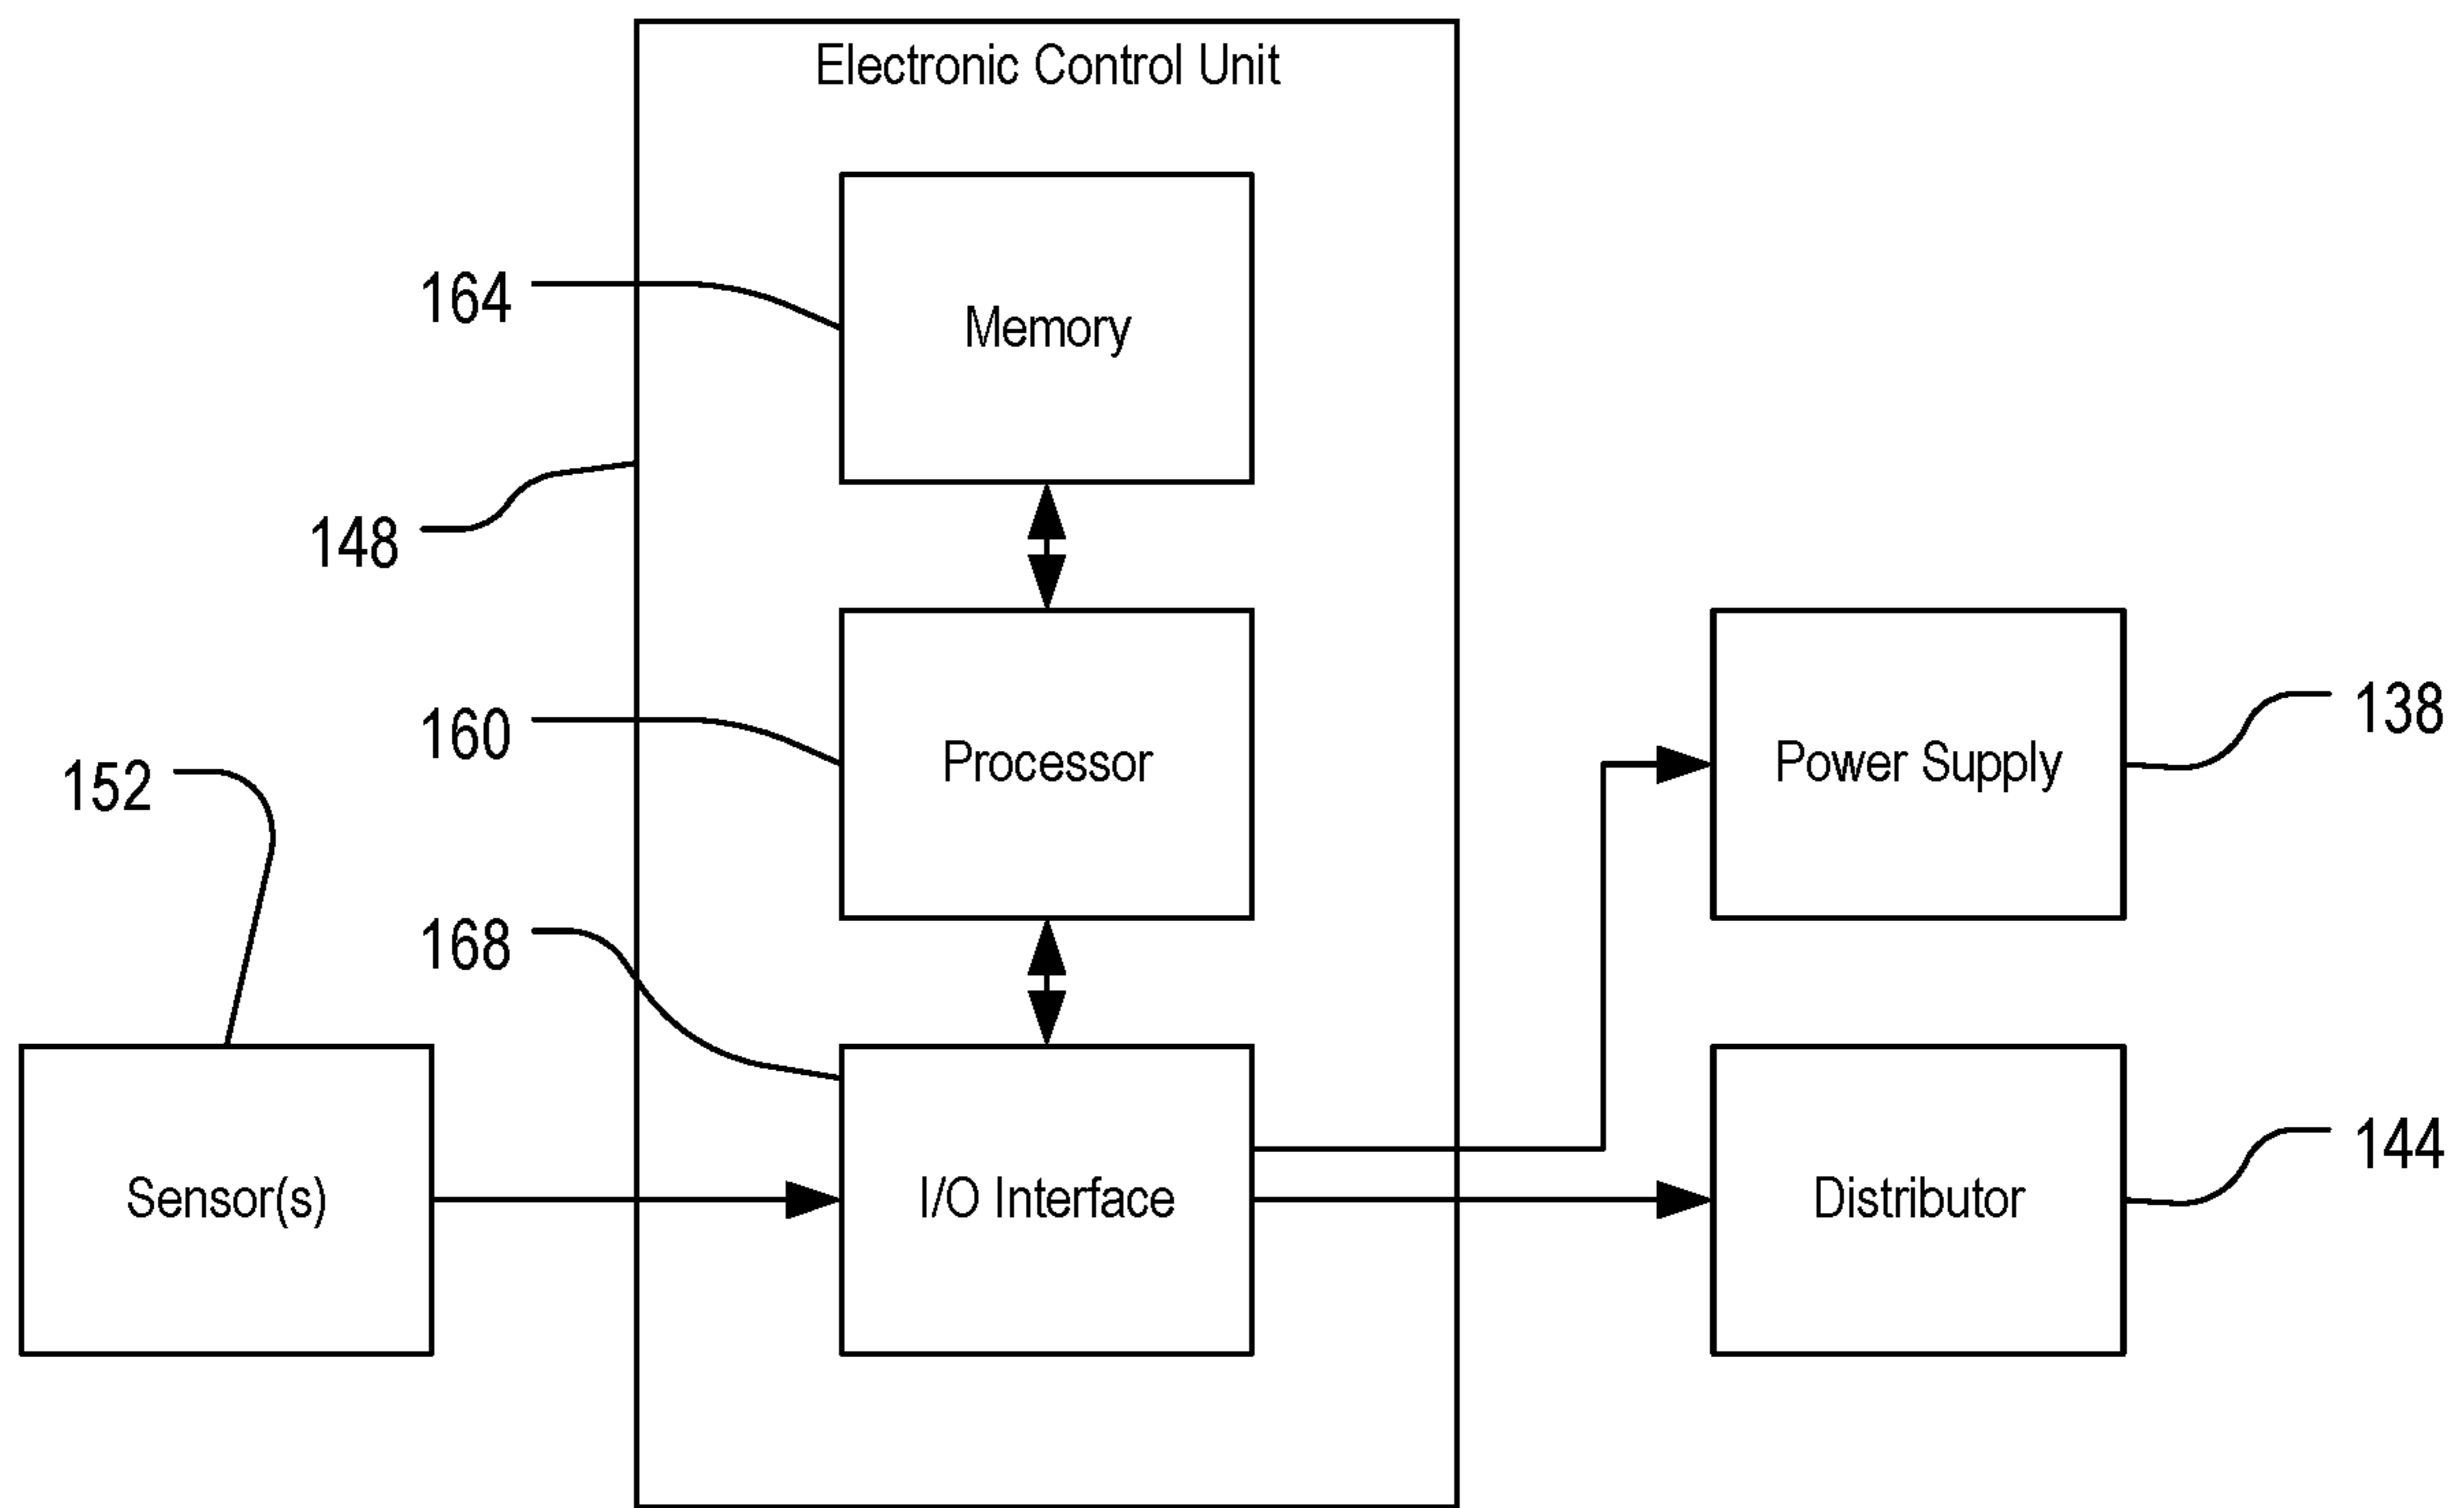 Electronic Control Unit
164
Memory
148
160
Processor
138
Power Supply
152
168
144
Sensor(s)
I/O Interface
Distributor